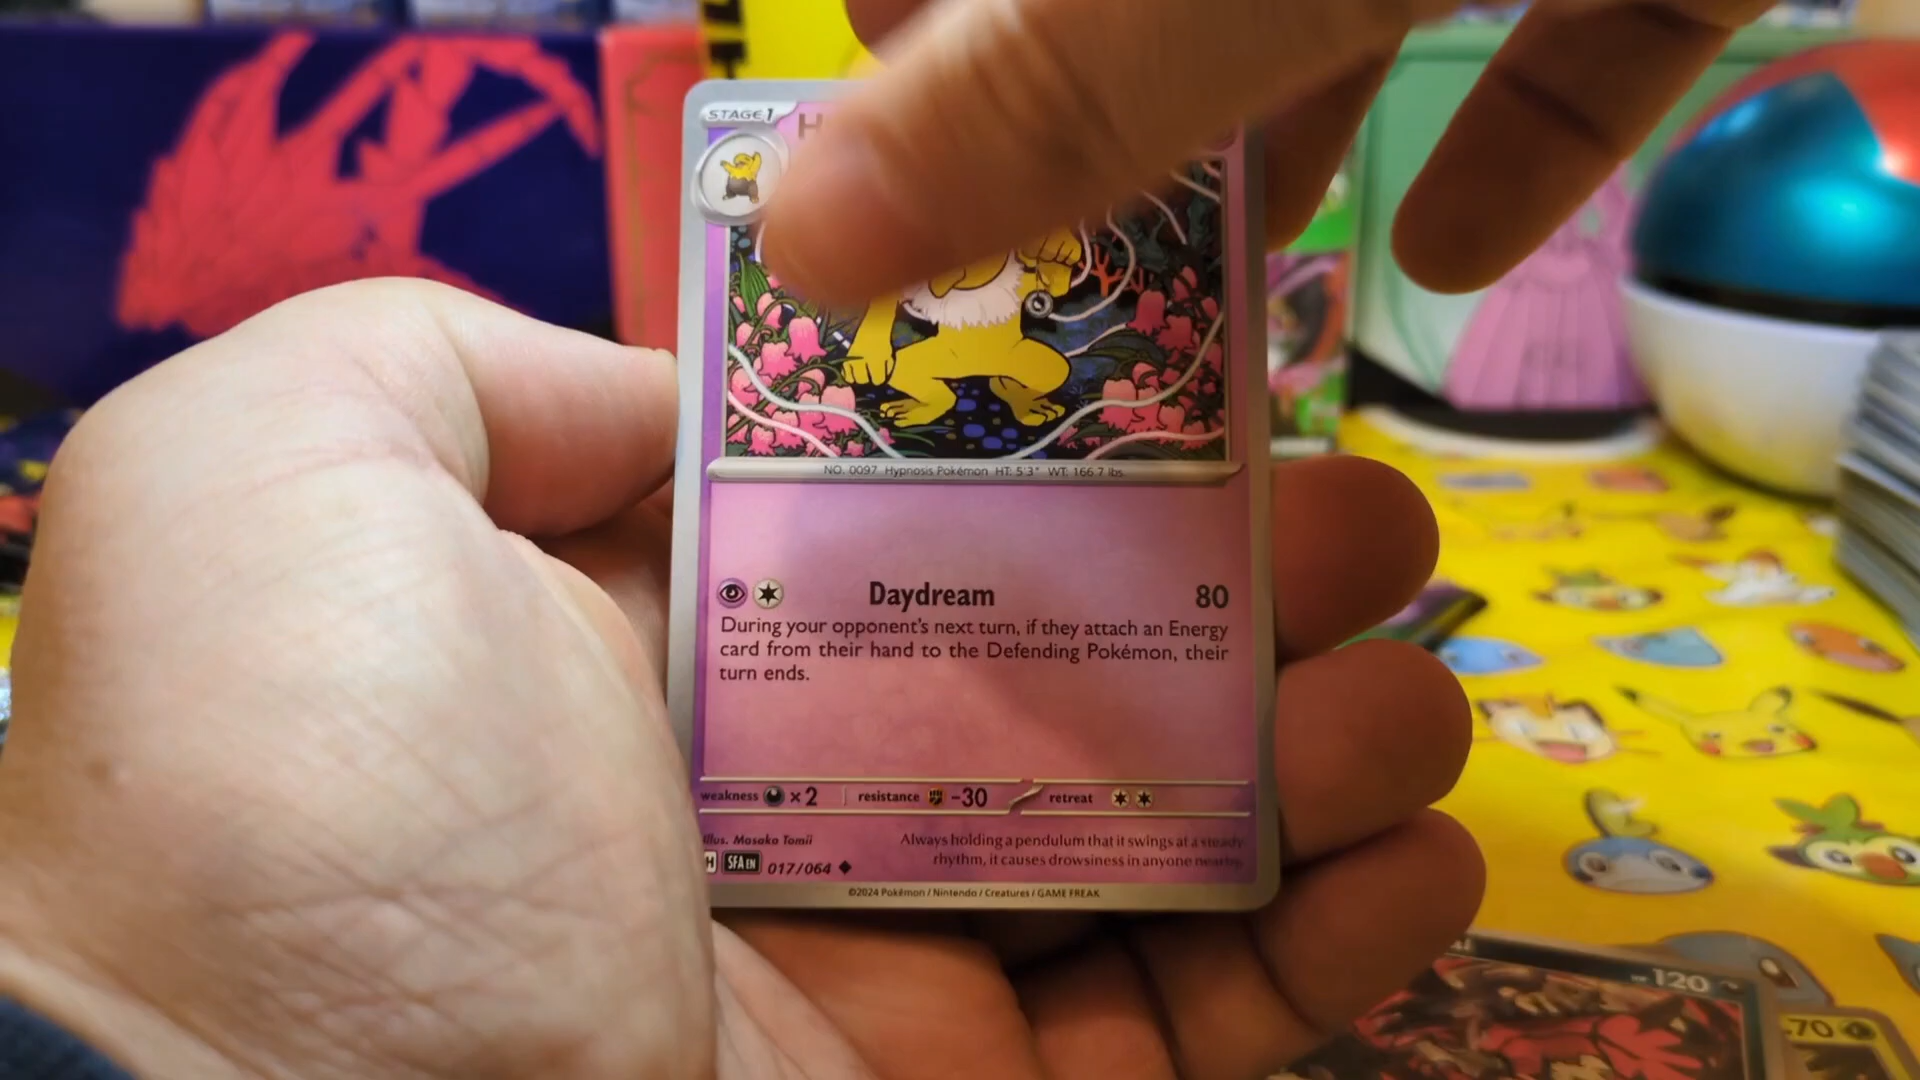 STAGE1
H
NO. 0097 Hypnosis Pokémon HT: 5'3" WT: 166.7 lbs.
Daydream 80
During your opponent's next turn, if they attach an Energy
card from their hand to the Defending Pokémon, their
turn ends.
weakness ×2 resistance -30 retreat
Illus. Masako Tomii
Always holding a pendulum that it swings at a steady
rhythm, it causes drowsiness in anyone nearby.
H SFA EN 017/064
©2024 Pokémon / Nintendo / Creatures / GAME FREAK
120
70